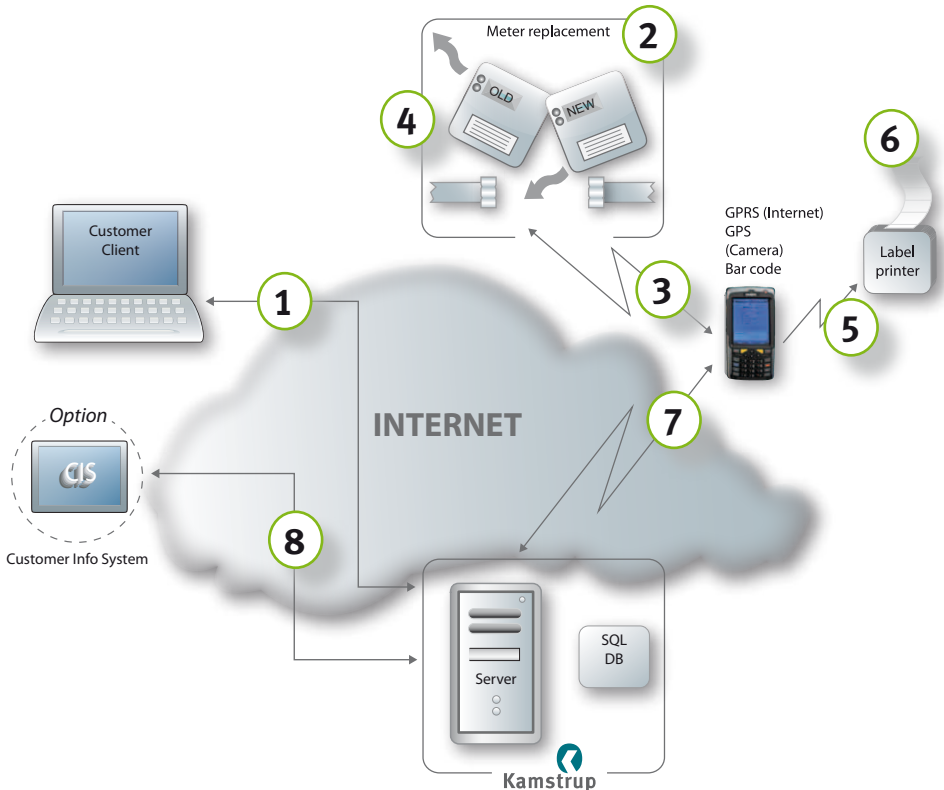 Meter replacement
2
OLD
NEW
4
6
Customer
Client
GPRS (Internet)
GPS
(Camera)
Bar code
Label
printer
1
3
5
INTERNET
7
Option
CIS
Customer Info System
8
Server
SQL
DB
Kamstrup